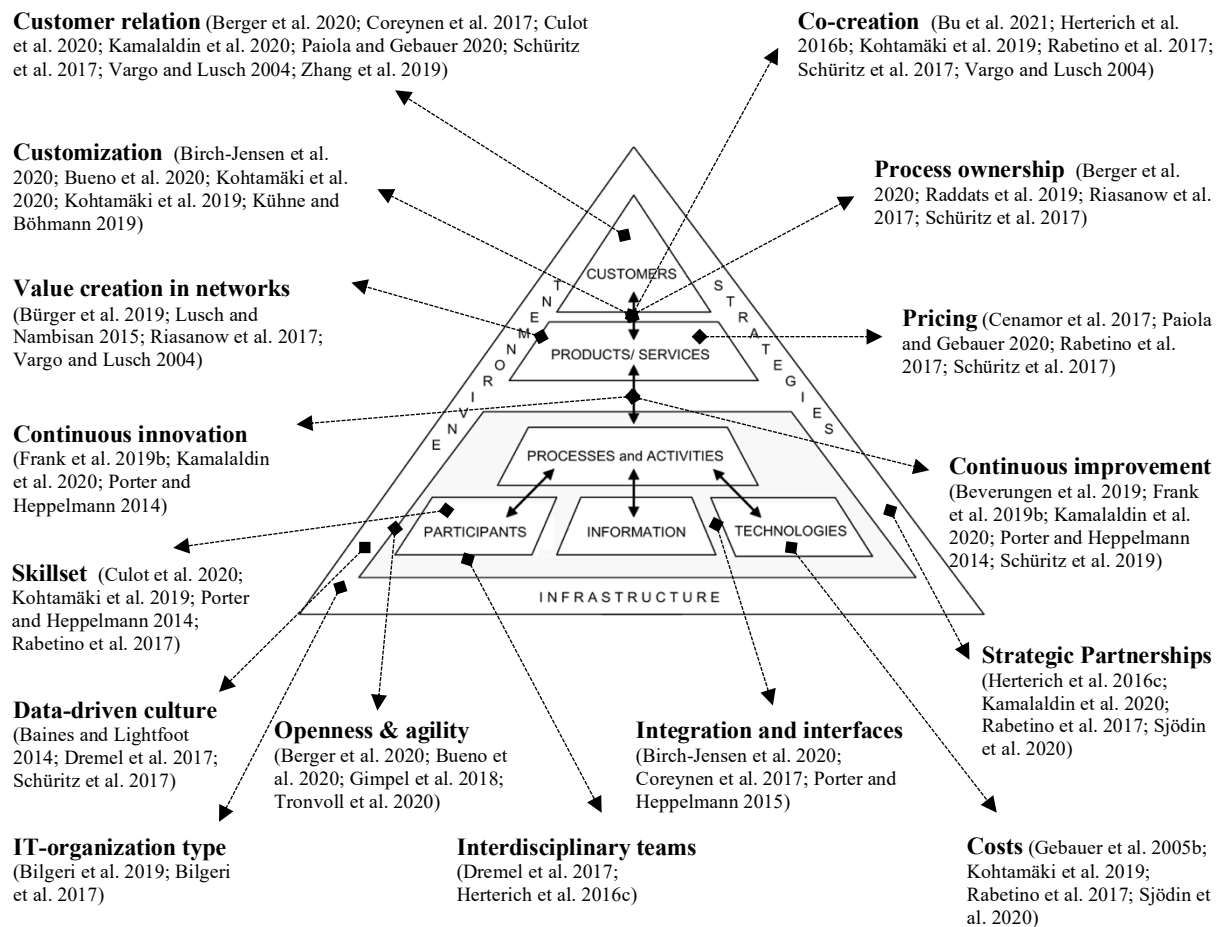 Customer relation (Berger et al. 2020; Coreynen et al. 2017; Culot
et al. 2020; Kamalaldin et al. 2020; Paiola and Gebauer 2020; Schüritz
et al. 2017; Vargo and Lusch 2004; Zhang et al. 2019)
Co-creation (Bu et al. 2021; Herterich et al.
2016b; Kohtamäki et al. 2019; Rabetino et al. 2017;
Schüritz et al. 2017; Vargo and Lusch 2004)
Customization (Birch-Jensen et al.
2020; Bueno et al. 2020; Kohtamäki et al.
2020; Kohtamäki et al. 2019; Kühne and
Böhmann 2019)
Process ownership (Berger et al.
2020; Raddats et al. 2019; Riasanow et al.
2017; Schüritz et al. 2017)
Value creation in networks
(Bürger et al. 2019; Lusch and
Nambisan 2015; Riasanow et al. 2017;
Vargo and Lusch 2004)
Pricing (Cenamor et al. 2017; Paiola
and Gebauer 2020; Rabetino et al.
2017; Schüritz et al. 2017)
ENVIRONMENT
STRATEGIES
CUSTOMERS
PRODUCTS/ SERVICES
PROCESSES and ACTIVITIES
PARTICIPANTS
INFORMATION
TECHNOLOGIES
INFRASTRUCTURE
Continuous innovation
(Frank et al. 2019b; Kamalaldin
et al. 2020; Porter and
Heppelmann 2014)
Continuous improvement
(Beverungen et al. 2019; Frank
et al. 2019b; Kamalaldin et al.
2020; Porter and Heppelmann
2014; Schüritz et al. 2019)
Skillset (Culot et al. 2020;
Kohtamäki et al. 2019; Porter
and Heppelmann 2014;
Rabetino et al. 2017)
Strategic Partnerships
(Herterich et al. 2016c;
Kamalaldin et al. 2020;
Rabetino et al. 2017; Sjödin
et al. 2020)
Data-driven culture
(Baines and Lightfoot
2014; Dremel et al. 2017;
Schüritz et al. 2017)
Openness & agility
(Berger et al. 2020; Bueno et
al. 2020; Gimpel et al. 2018;
Tronvoll et al. 2020)
Integration and interfaces
(Birch-Jensen et al. 2020;
Coreynen et al. 2017; Porter and
Heppelmann 2015)
IT-organization type
(Bilgeri et al. 2019; Bilgeri
et al. 2017)
Interdisciplinary teams
(Dremel et al. 2017;
Herterich et al. 2016c)
Costs (Gebauer et al. 2005b;
Kohtamäki et al. 2019;
Rabetino et al. 2017; Sjödin et
al. 2020)